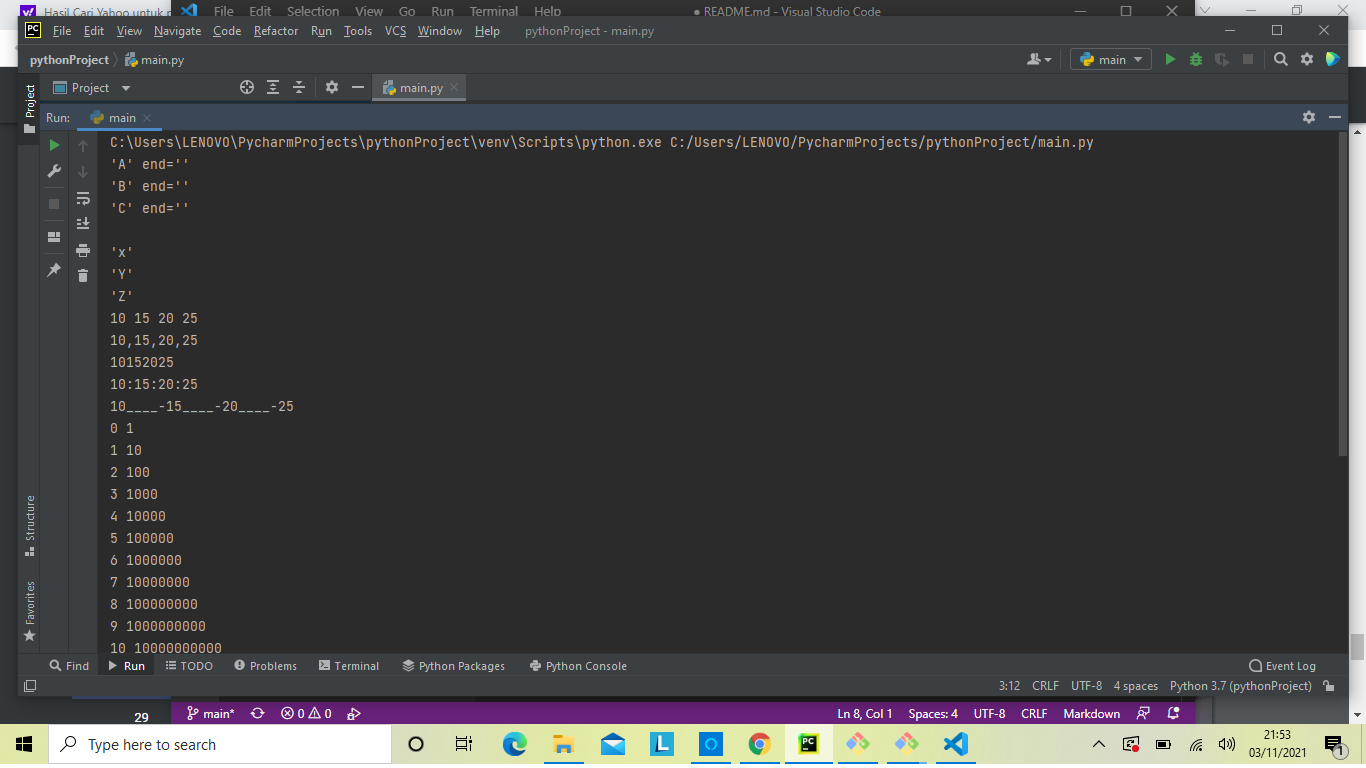 Hasil Cari Yahoo untuk
File Edit Selection View Go Run Terminal Help
● README.md - Visual Studio Code
PC File Edit View Navigate Code Refactor Run Tools VCS Window Help pythonProject - main.py
pythonProject main.py
main
Project
Project
main.py
Run: main
C:\Users\LENOVO\PycharmProjects\pythonProject\venv\Scripts\python.exe C:/Users/LENOVO/PycharmProjects/pythonProject/main.py
'A' end=''
'B' end=''
'C' end=''
'x'
'Y'
'Z'
10 15 20 25
10,15,20,25
10152025
10:15:20:25
10____-15____-20____-25
0 1
1 10
2 100
3 1000
4 10000
5 100000
6 1000000
7 10000000
8 100000000
9 1000000000
10 10000000000
Structure
Favorites
Find Run TODO Problems Terminal Python Packages Python Console Event Log
3:12 CRLF UTF-8 4 spaces Python 3.7 (pythonProject)
29
main* 0 0 Ln 8, Col 1 Spaces: 4 UTF-8 CRLF Markdown
Type here to search
L
PC
21:53
03/11/2021
1